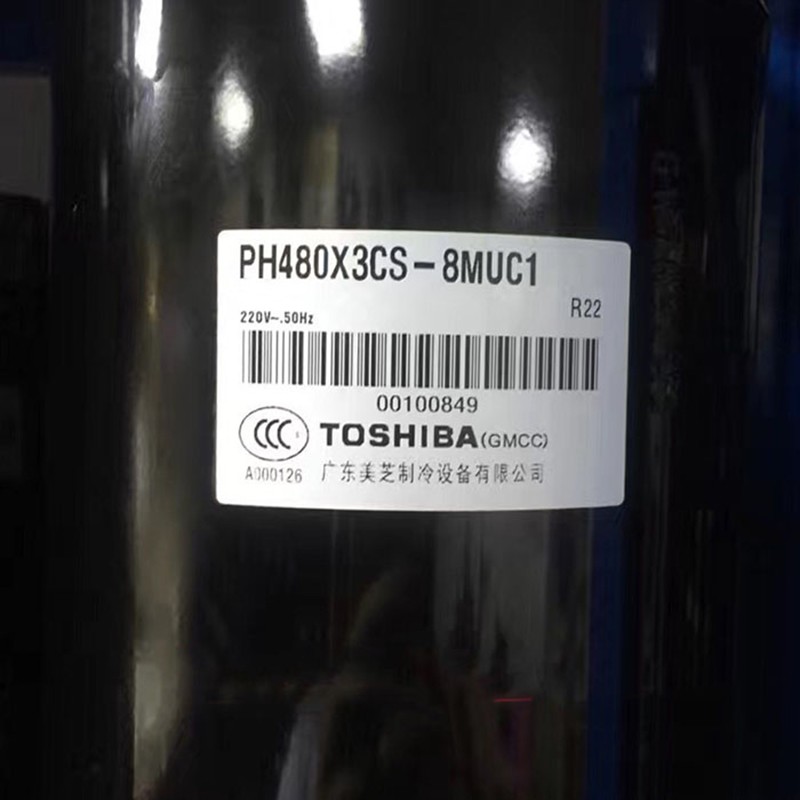 PH480X3CS-8MUC1
R22
220V~.50Hz
00100849
CCC
TOSHIBA(GMCC)
A000126 广东美芝制冷设备有限公司